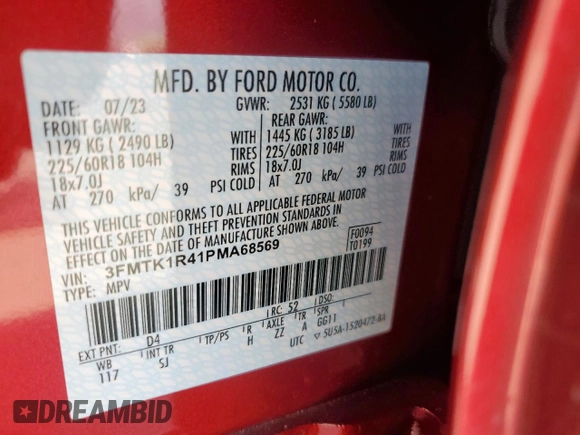 MFD. BY FORD MOTOR CO.
DATE: 07/23 GVWR: 2531 KG ( 5580 LB)
FRONT GAWR: REAR GAWR:
1129 KG ( 2490 LB) WITH 1445 KG ( 3185 LB) WITH
225/60R18 104H TIRES 225/60R18 104H TIRES
18x7.0J RIMS 18x7.0J RIMS
AT 270 kPa/ 39 PSI COLD AT 270 kPa/ 39 PSI COLD
THIS VEHICLE CONFORMS TO ALL APPLICABLE FEDERAL MOTOR
VEHICLE SAFETY AND THEFT PREVENTION STANDARDS IN
EFFECT ON THE DATE OF MANUFACTURE SHOWN ABOVE.
VIN: 3FMTK1R41PMA68569 F0094
TYPE: MPV T0199
EXT PNT: D4 RC: 52 DSO:
WB INT TR TP/PS R AXLE TR
117 SJ H ZZ A GG11
UTC 5U5A-1520472-BA
DREAMBID